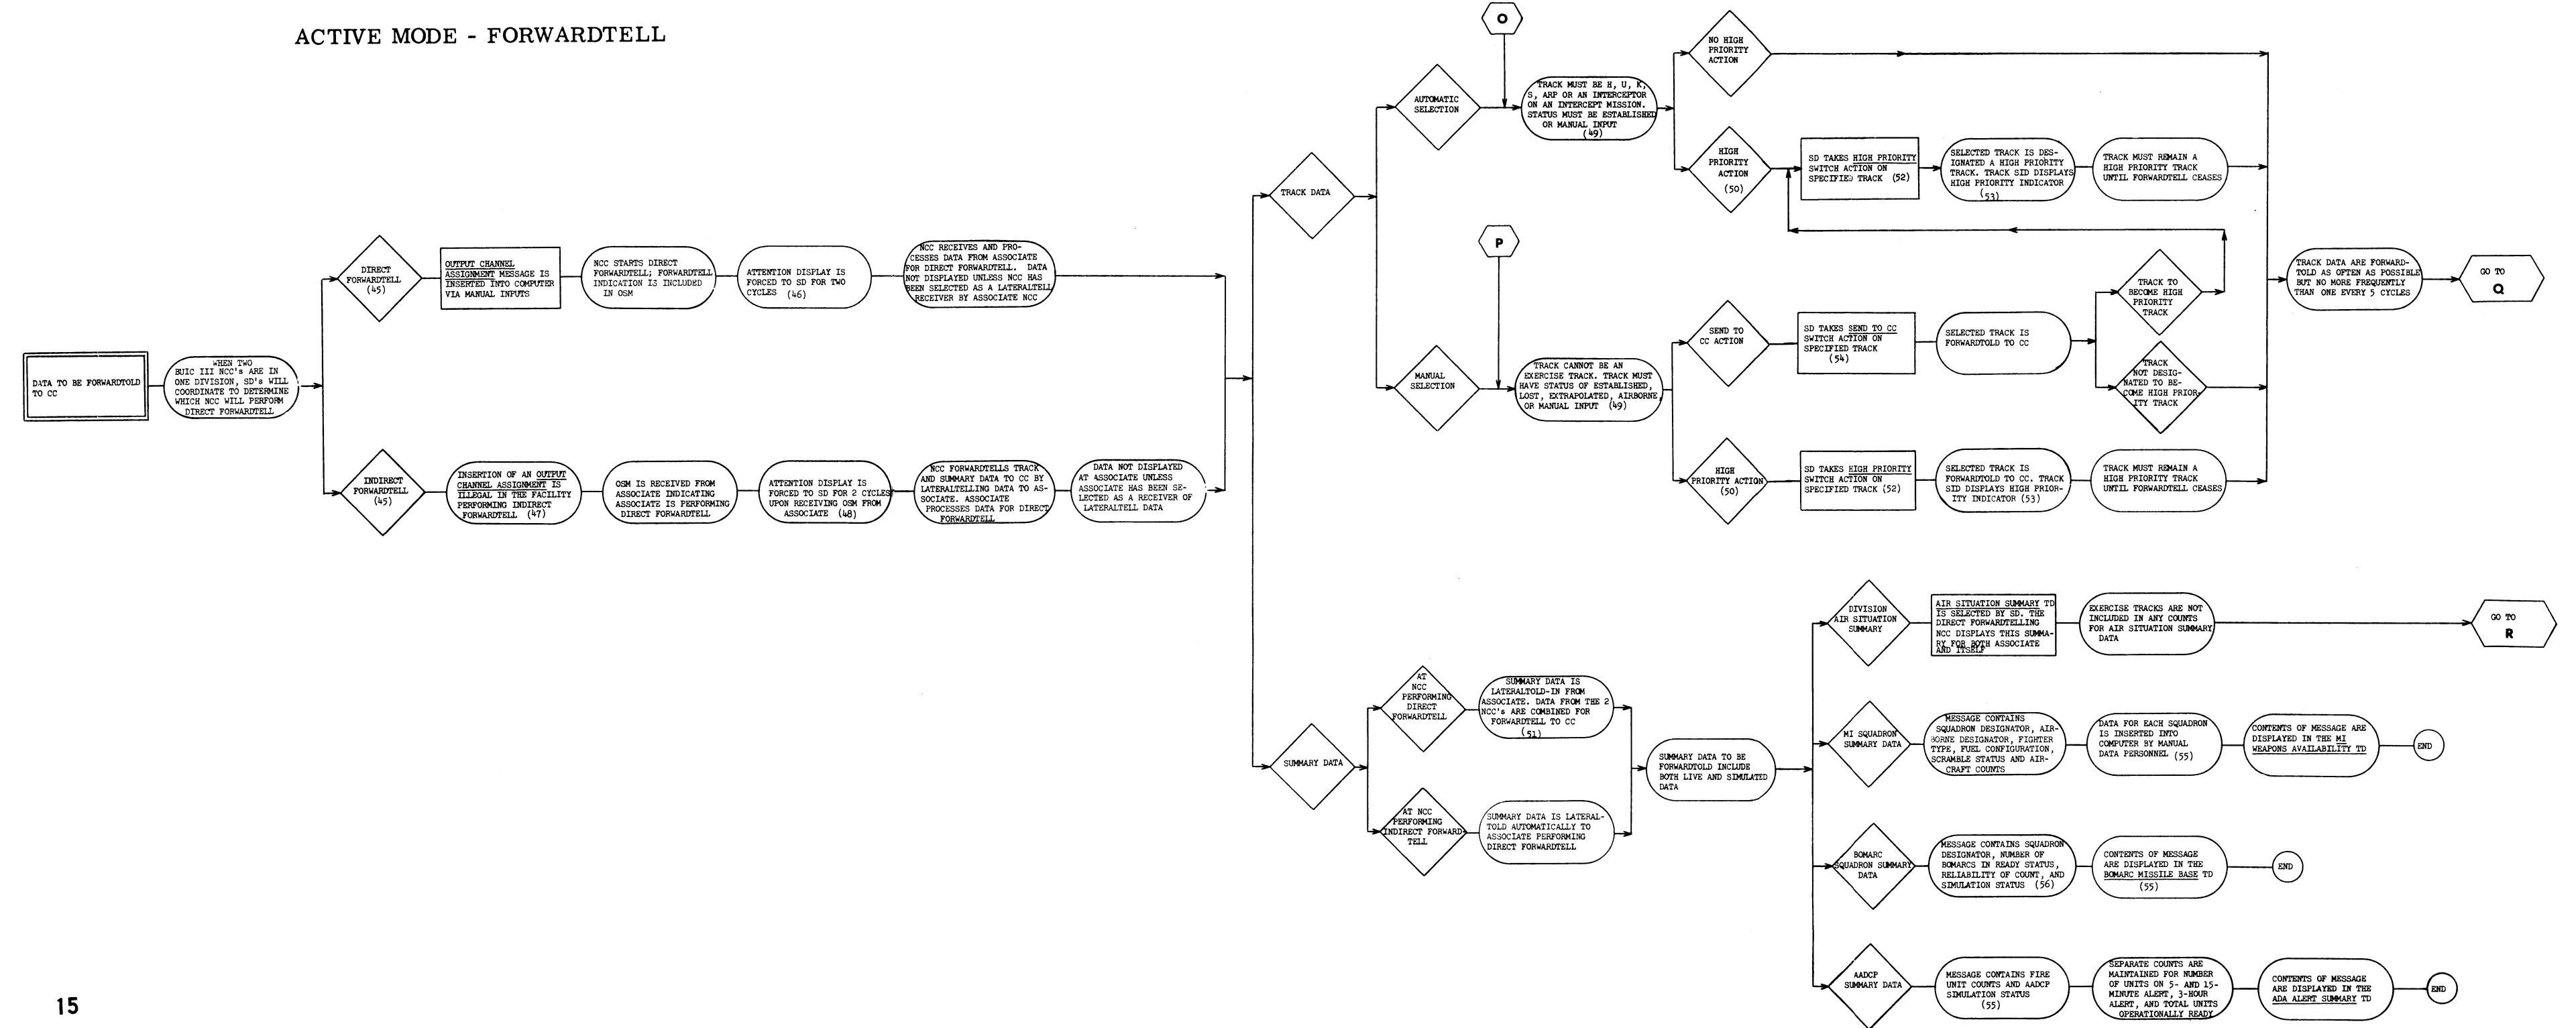 ACTIVE MODE - FORWARDTELL
DATA TO BE FORWARDTOLD
TO CC
WHEN TWO
BUIC III NCC's ARE IN
ONE DIVISION, SD's WILL
COORDINATE TO DETERMINE
WHICH NCC WILL PERFORM
DIRECT FORWARDTELL
DIRECT
FORWARDTELL
(45)
OUTPUT CHANNEL
ASSIGNMENT MESSAGE IS
INSERTED INTO COMPUTER
VIA MANUAL INPUTS
NCC STARTS DIRECT
FORWARDTELL; FORWARDTELL
INDICATION IS INCLUDED
IN OSM
ATTENTION DISPLAY IS
FORCED TO SD FOR TWO
CYCLES (46)
NCC RECEIVES AND PRO-
CESSES DATA FROM ASSOCIATE
FOR DIRECT FORWARDTELL. DATA
NOT DISPLAYED UNLESS NCC HAS
BEEN SELECTED AS A LATERALTELL
RECEIVER BY ASSOCIATE NCC
INDIRECT
FORWARDTELL
(45)
INSERTION OF AN OUTPUT
CHANNEL ASSIGNMENT IS
ILLEGAL IN THE FACILITY
PERFORMING INDIRECT
FORWARDTELL (47)
OSM IS RECEIVED FROM
ASSOCIATE INDICATING
ASSOCIATE IS PERFORMING
DIRECT FORWARDTELL
ATTENTION DISPLAY IS
FORCED TO SD FOR 2 CYCLES
UPON RECEIVING OSM FROM
ASSOCIATE (48)
NCC FORWARDTELLS TRACK
AND SUMMARY DATA TO CC BY
LATERALTELLING DATA TO AS-
SOCIATE. ASSOCIATE
PROCESSES DATA FOR DIRECT
FORWARDTELL
DATA NOT DISPLAYED
AT ASSOCIATE UNLESS
ASSOCIATE HAS BEEN SE-
LECTED AS A RECEIVER OF
LATERALTELL DATA
TRACK DATA
O
AUTOMATIC
SELECTION
TRACK MUST BE H, U, K,
S, ARP OR AN INTERCEPTOR
ON AN INTERCEPT MISSION.
STATUS MUST BE ESTABLISHED
OR MANUAL INPUT
(49)
NO HIGH
PRIORITY
ACTION
HIGH
PRIORITY
ACTION
(50)
SD TAKES HIGH PRIORITY
SWITCH ACTION ON
SPECIFIED TRACK (52)
SELECTED TRACK IS DES-
IGNATED A HIGH PRIORITY
TRACK. TRACK SID DISPLAYS
HIGH PRIORITY INDICATOR
(53)
TRACK MUST REMAIN A
HIGH PRIORITY TRACK
UNTIL FORWARDTELL CEASES
P
MANUAL
SELECTION
TRACK CANNOT BE AN
EXERCISE TRACK. TRACK MUST
HAVE STATUS OF ESTABLISHED,
LOST, EXTRAPOLATED, AIRBORNE,
OR MANUAL INPUT (49)
SEND TO
CC ACTION
SD TAKES SEND TO CC
SWITCH ACTION ON
SPECIFIED TRACK
(54)
SELECTED TRACK IS
FORWARDTOLD TO CC
TRACK TO
BECOME HIGH
PRIORITY
TRACK
TRACK
NOT DESIG-
NATED TO BE-
COME HIGH PRIOR-
ITY TRACK
HIGH
PRIORITY ACTION
(50)
SD TAKES HIGH PRIORITY
SWITCH ACTION ON
SPECIFIED TRACK (52)
SELECTED TRACK IS
FORWARDTOLD TO CC. TRACK
SID DISPLAYS HIGH PRIOR-
ITY INDICATOR (53)
TRACK MUST REMAIN A
HIGH PRIORITY TRACK
UNTIL FORWARDTELL CEASES
TRACK DATA ARE FORWARD-
TOLD AS OFTEN AS POSSIBLE
BUT NO MORE FREQUENTLY
THAN ONE EVERY 5 CYCLES
GO TO
Q
SUMMARY DATA
AT
NCC
PERFORMING
DIRECT
FORWARDTELL
SUMMARY DATA IS
LATERALTOLD-IN FROM
ASSOCIATE. DATA FROM THE 2
NCC's ARE COMBINED FOR
FORWARDTELL TO CC
(51)
AT NCC
PERFORMING
INDIRECT FORWARD-
TELL
SUMMARY DATA IS LATERAL-
TOLD AUTOMATICALLY TO
ASSOCIATE PERFORMING
DIRECT FORWARDTELL
SUMMARY DATA TO BE
FORWARDTOLD INCLUDE
BOTH LIVE AND SIMULATED
DATA
DIVISION
AIR SITUATION
SUMMARY
AIR SITUATION SUMMARY TD
IS SELECTED BY SD. THE
DIRECT FORWARDTELLING
NCC DISPLAYS THIS SUMMA-
RY FOR BOTH ASSOCIATE
AND ITSELF
EXERCISE TRACKS ARE NOT
INCLUDED IN ANY COUNTS
FOR AIR SITUATION SUMMARY
DATA
GO TO
R
MI SQUADRON
SUMMARY DATA
MESSAGE CONTAINS
SQUADRON DESIGNATOR, AIR-
BORNE DESIGNATOR, FIGHTER
TYPE, FUEL CONFIGURATION,
SCRAMBLE STATUS AND AIR-
CRAFT COUNTS
DATA FOR EACH SQUADRON
IS INSERTED INTO
COMPUTER BY MANUAL
DATA PERSONNEL (55)
CONTENTS OF MESSAGE ARE
DISPLAYED IN THE MI
WEAPONS AVAILABILITY TD
END
BOMARC
SQUADRON SUMMARY
DATA
MESSAGE CONTAINS SQUADRON
DESIGNATOR, NUMBER OF
BOMARCS IN READY STATUS,
RELIABILITY OF COUNT, AND
SIMULATION STATUS (56)
CONTENTS OF MESSAGE
ARE DISPLAYED IN THE
BOMARC MISSILE BASE TD
(55)
END
AADCP
SUMMARY DATA
MESSAGE CONTAINS FIRE
UNIT COUNTS AND AADCP
SIMULATION STATUS
(55)
SEPARATE COUNTS ARE
MAINTAINED FOR NUMBER
OF UNITS ON 5- AND 15-
MINUTE ALERT, 3-HOUR
ALERT, AND TOTAL UNITS
OPERATIONALLY READY
CONTENTS OF MESSAGE
ARE DISPLAYED IN THE
ADA ALERT SUMMARY TD
END
15